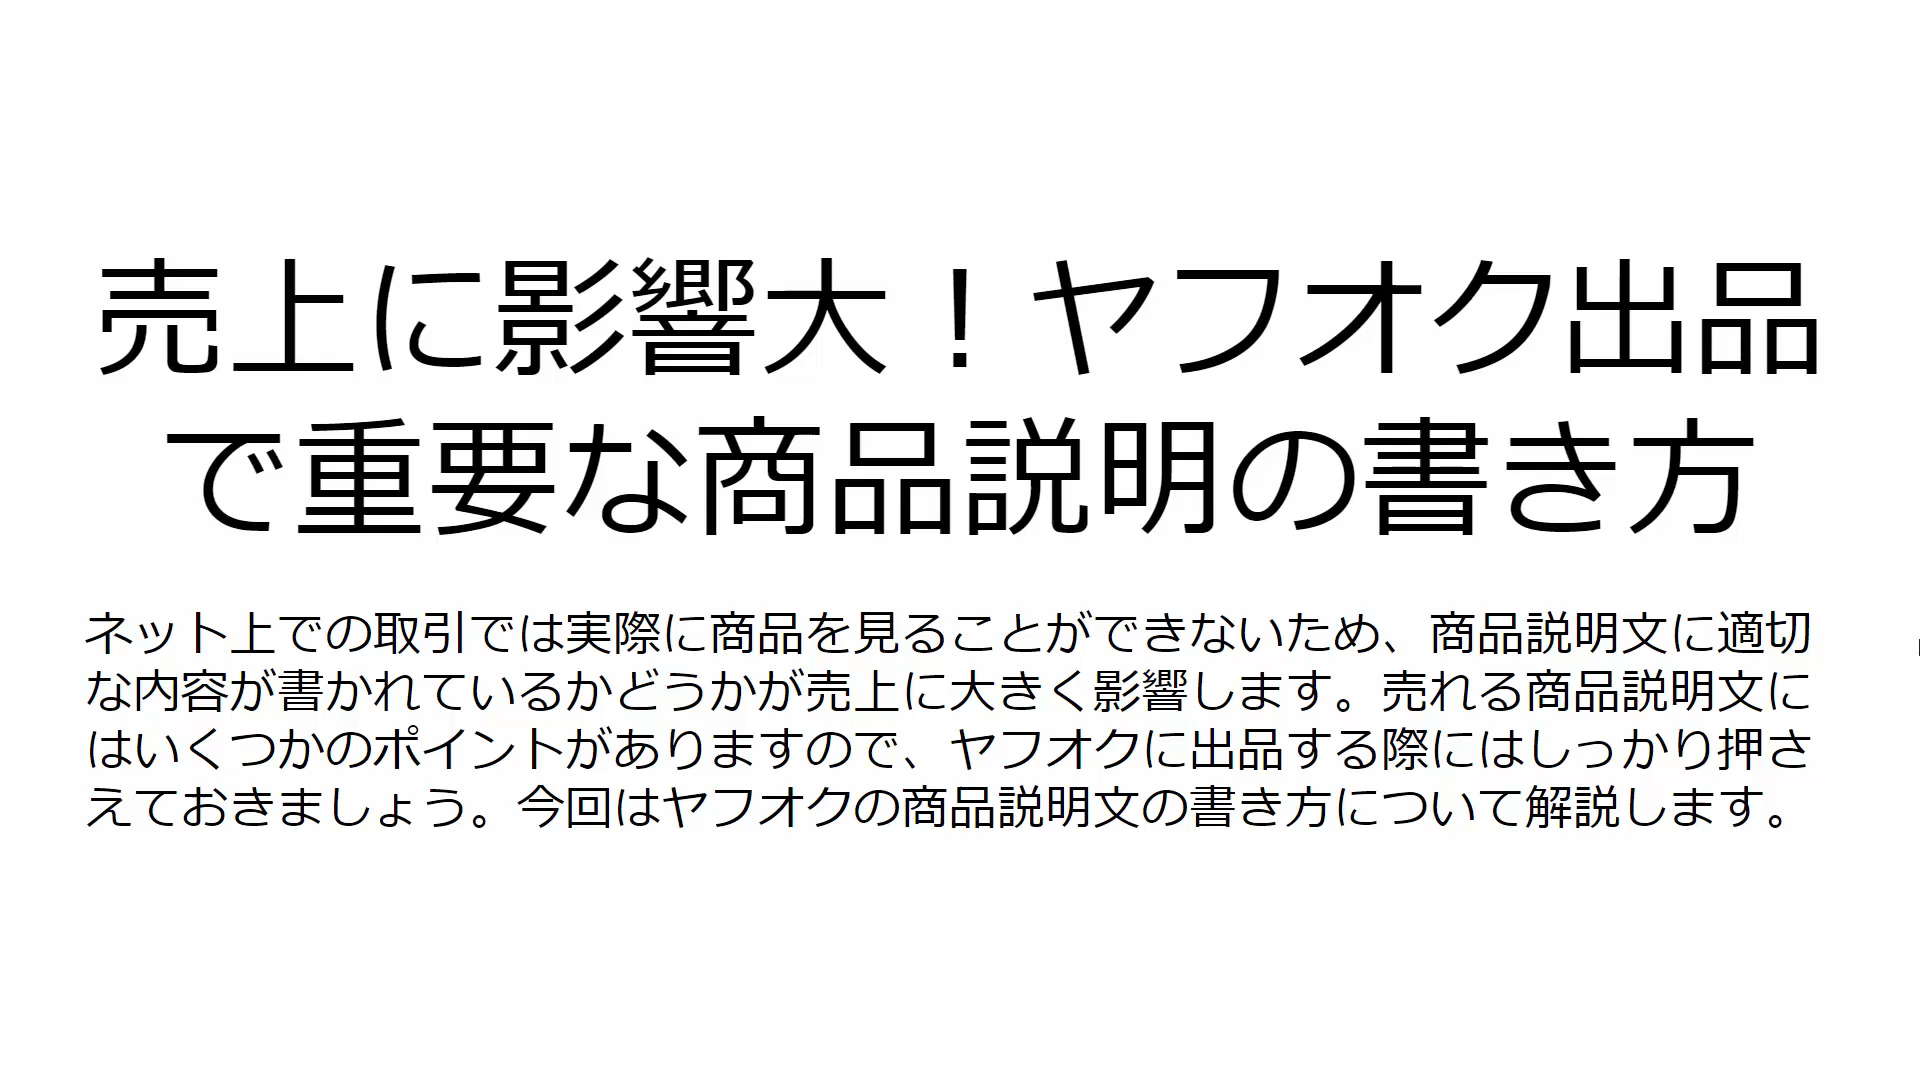 売上に影響大！ヤフオク出品
で重要な商品説明の書き方
ネット上での取引では実際に商品を見ることができないため、商品説明文に適切
な内容が書かれているかどうかが売上に大きく影響します。売れる商品説明文に
はいくつかのポイントがありますので、ヤフオクに出品する際にはしっかり押さ
えておきましょう。今回はヤフオクの商品説明文の書き方について解説します。